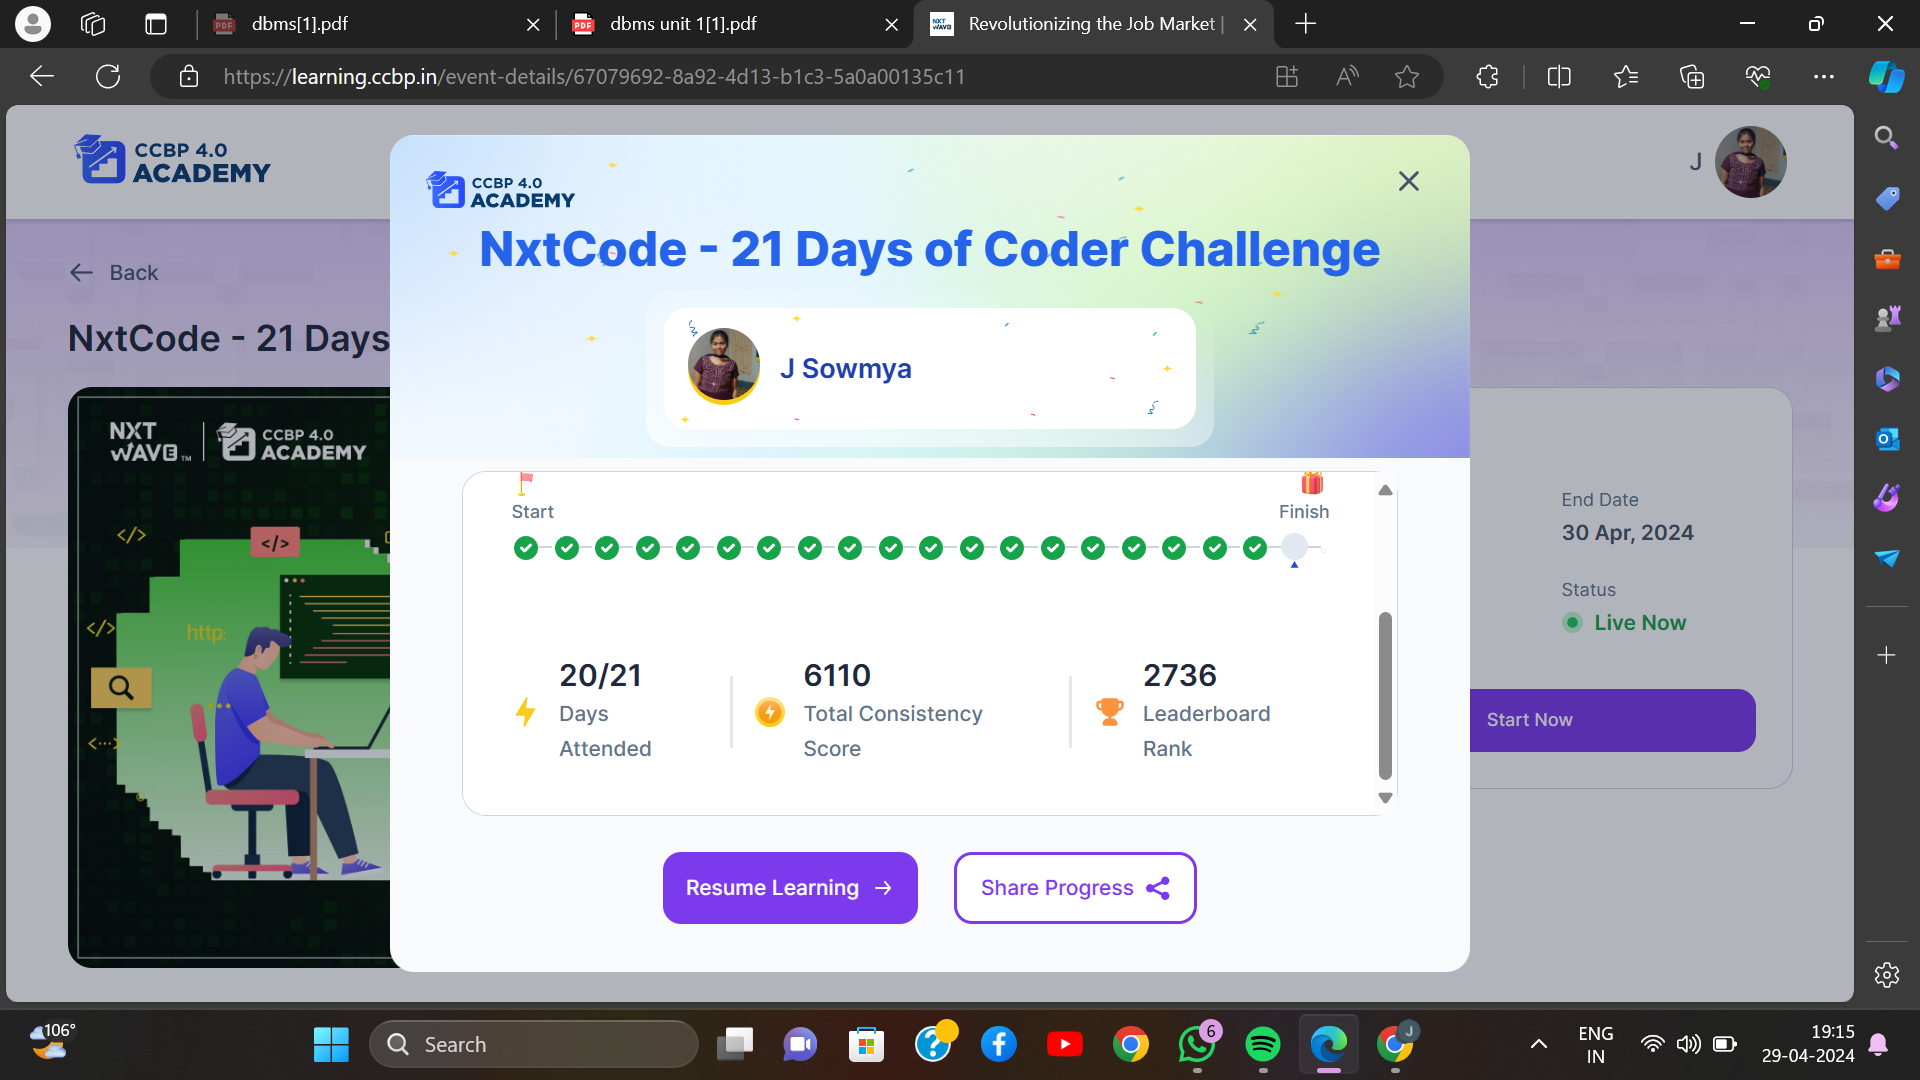 dbms[1].pdf
dbms unit 1[1].pdf
NXT WAVE
Revolutionizing the Job Market |
https://learning.ccbp.in/event-details/67079692-8a92-4d13-b1c3-5a0a00135c11
CCBP 4.0
ACADEMY
J
CCBP 4.0
ACADEMY
NxtCode - 21 Days of Coder Challenge
Back
NxtCode - 21 Days
J Sowmya
NXT
WAVE™
CCBP 4.0
ACADEMY
</>
</>
http:
</>
<...>
Start
Finish
20/21
Days
Attended
6110
Total Consistency
Score
2736
Leaderboard
Rank
End Date
30 Apr, 2024
Status
Live Now
Start Now
Resume Learning
Share Progress
106°
Search
6
J
ENG
IN
19:15
29-04-2024